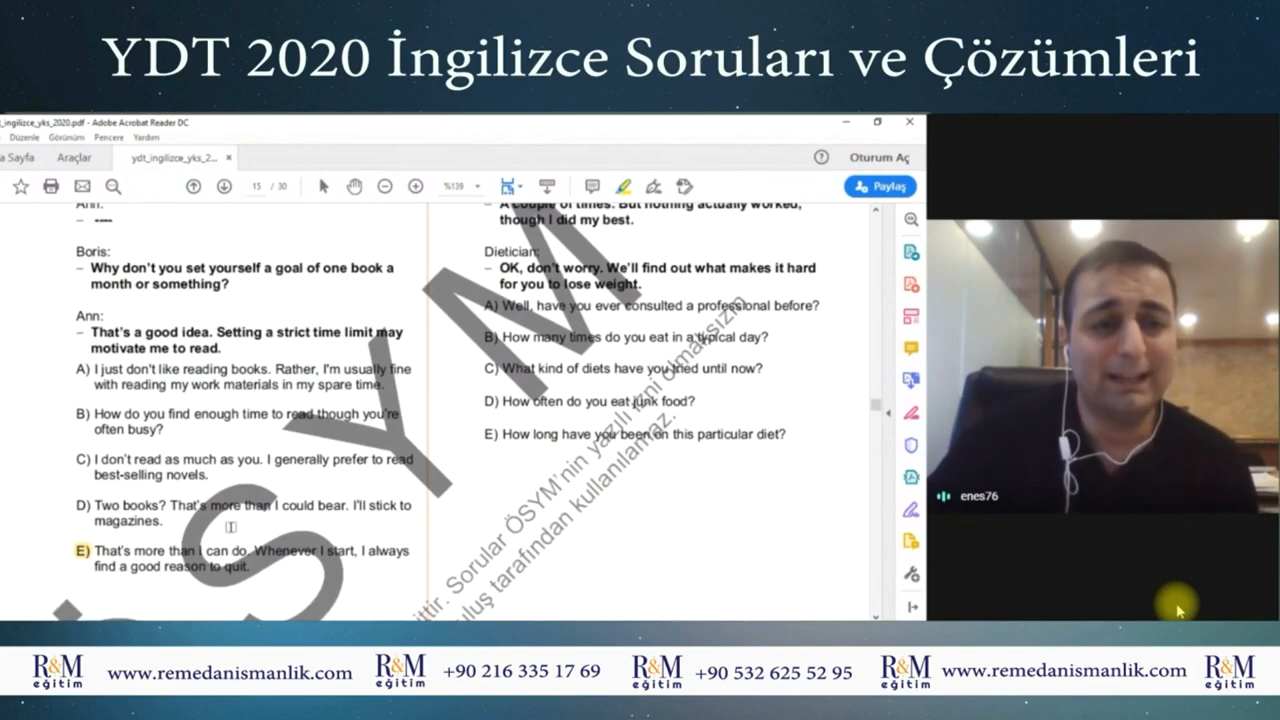 YDT 2020 İngilizce Soruları ve Çözümleri
_ingilizce_yks_2020.pdf - Adobe Acrobat Reader DC
Düzenle Görünüm Pencere Yardım
a Sayfa Araçlar ydt_ingilizce_yks_2... × Oturum Aç
15 / 30 %139 Paylaş
Ann:
– ----
Boris:
– Why don't you set yourself a goal of one book a
month or something?
Ann:
– That's a good idea. Setting a strict time limit may
motivate me to read.
A) I just don't like reading books. Rather, I'm usually fine
with reading my work materials in my spare time.
B) How do you find enough time to read though you're
often busy?
C) I don't read as much as you. I generally prefer to read
best-selling novels.
D) Two books? That's more than I could bear. I'll stick to
magazines.
E) That's more than I can do. Whenever I start, I always
find a good reason to quit.
– A couple of times. But nothing actually worked,
though I did my best.
Dietician:
– OK, don't worry. We'll find out what makes it hard
for you to lose weight.
A) Well, have you ever consulted a professional before?
B) How many times do you eat in a typical day?
C) What kind of diets have you tried until now?
D) How often do you eat junk food?
E) How long have you been on this particular diet?
ÖSYM
ittir. Sorular ÖSYM'nin yazılı izni olmaksızın
uluş tarafından kullanılamaz.
enes76
R&M eğitim www.remedanismanlik.com R&M eğitim +90 216 335 17 69 R&M eğitim +90 532 625 52 95 R&M eğitim www.remedanismanlik.com R&M eğitim